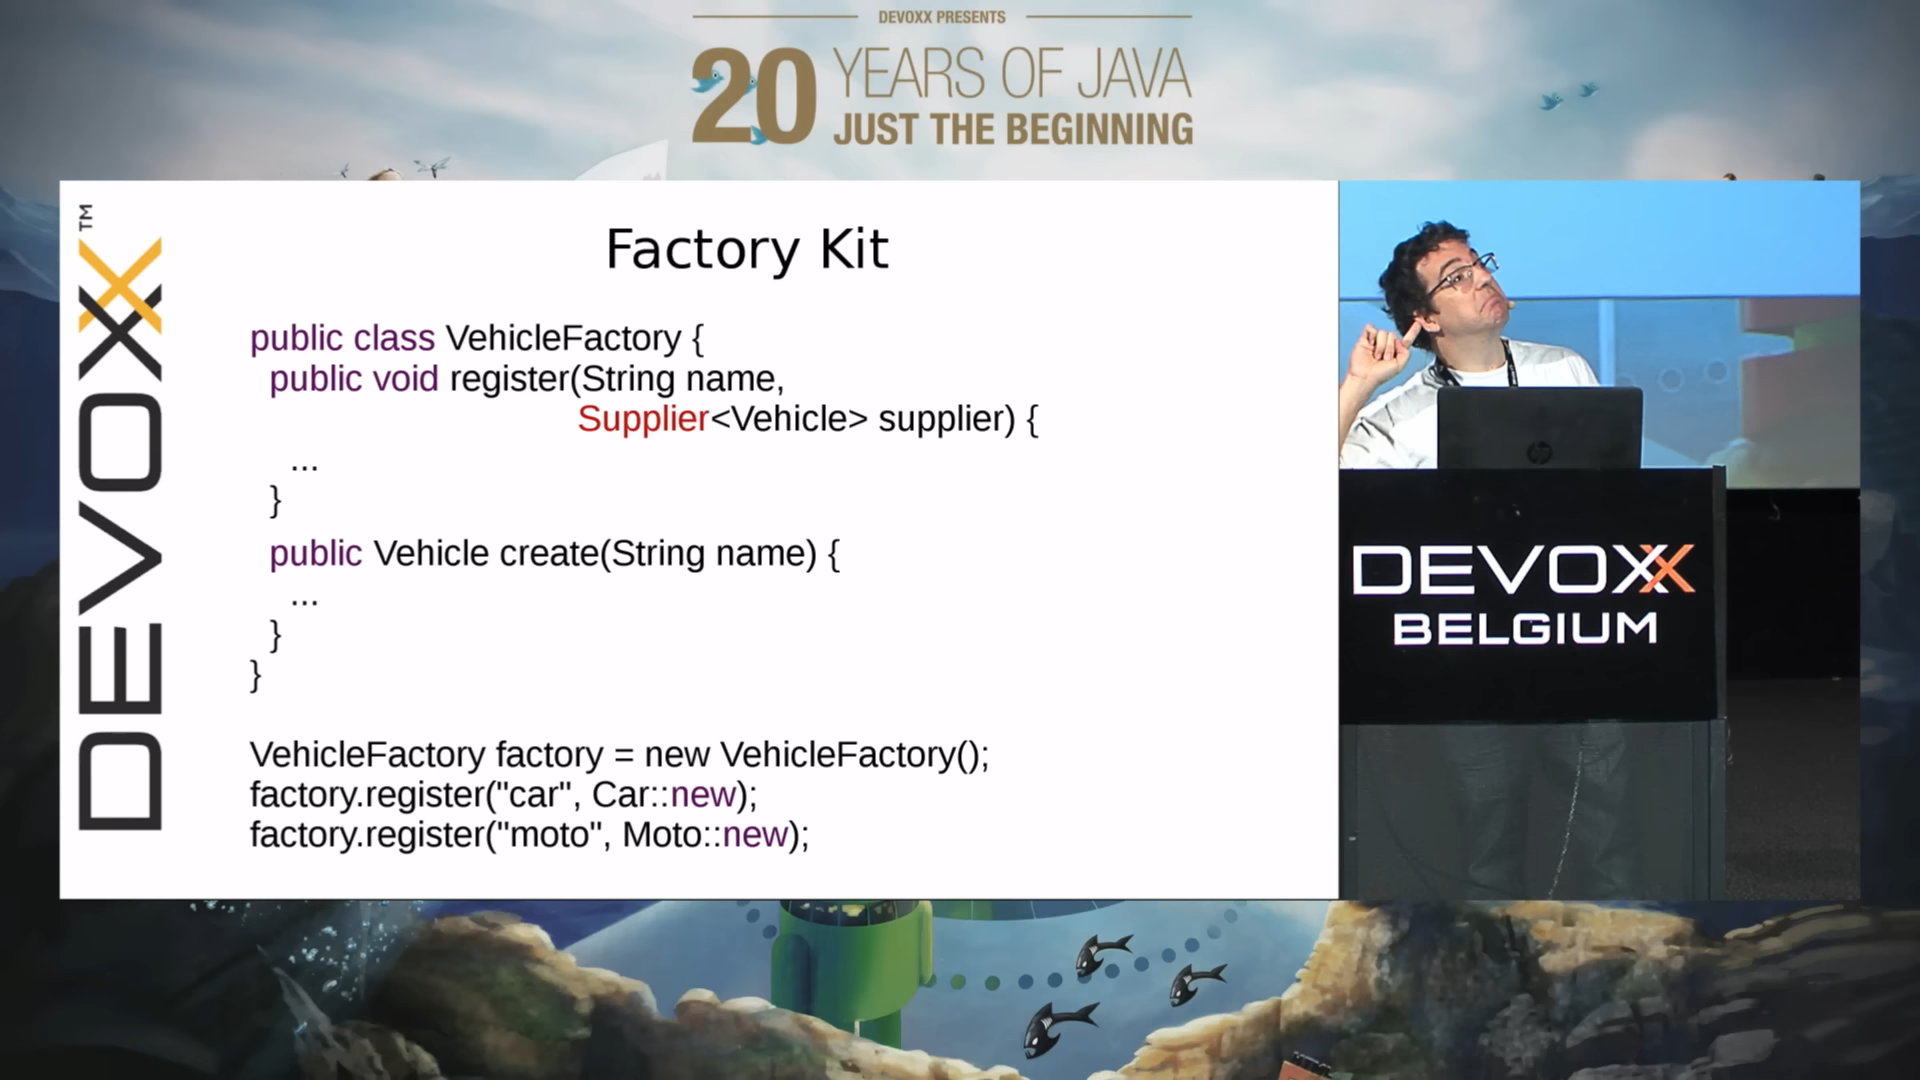 DEVOXX PRESENTS
20 YEARS OF JAVA
JUST THE BEGINNING
DEVOXX™
Factory Kit
public class VehicleFactory {
public void register(String name,
Supplier<Vehicle> supplier) {
...
}
public Vehicle create(String name) {
...
}
}
VehicleFactory factory = new VehicleFactory();
factory.register("car", Car::new);
factory.register("moto", Moto::new);
hp
DEVOXX
BELGIUM